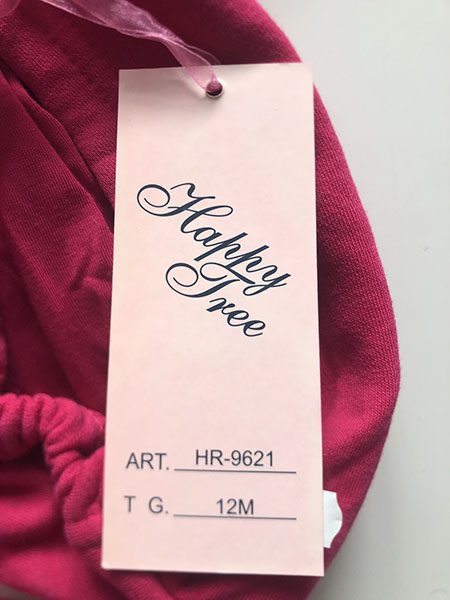 Happy
Tree
ART. HR-9621
T G. 12M